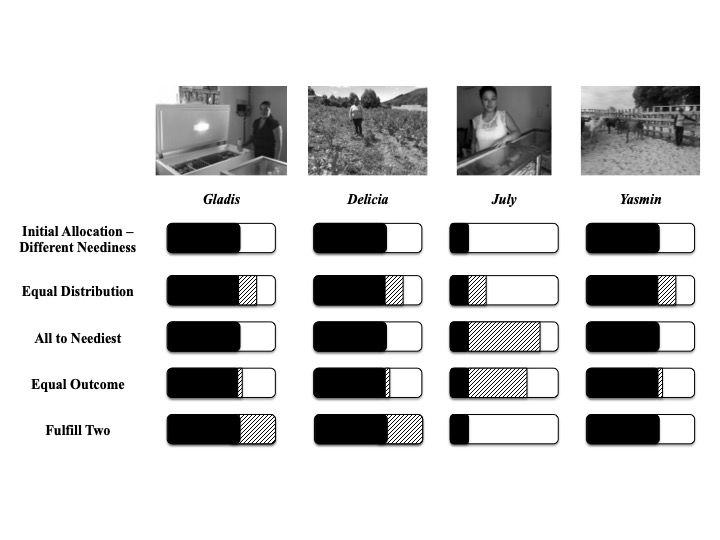 Gladis
Delicia
July
Yasmin
Initial Allocation –
Different Neediness
Equal Distribution
All to Neediest
Equal Outcome
Fulfill Two